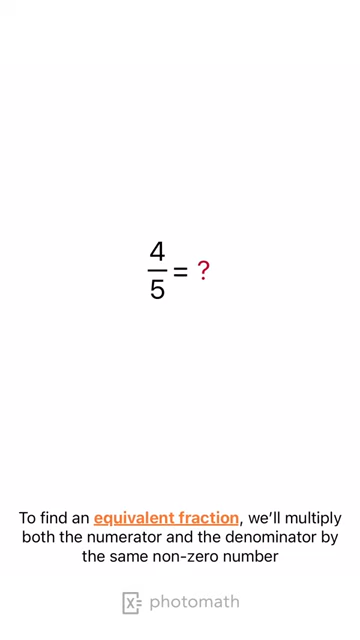 4
5
= ?
To find an equivalent fraction, we’ll multiply
both the numerator and the denominator by
the same non-zero number
photomath